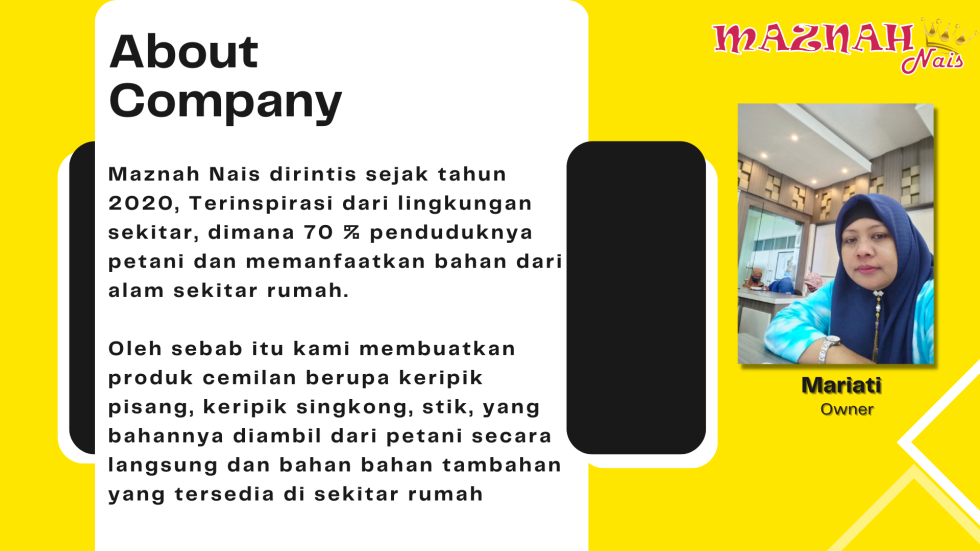 About
Company
Maznah Nais dirintis sejak tahun
2020, Terinspirasi dari lingkungan
sekitar, dimana 70 % penduduknya
petani dan memanfaatkan bahan dari
alam sekitar rumah.
Oleh sebab itu kami membuatkan
produk cemilan berupa keripik
pisang, keripik singkong, stik, yang
bahannya diambil dari petani secara
langsung dan bahan bahan tambahan
yang tersedia di sekitar rumah
MAZNAH
Nais
Mariati
Owner